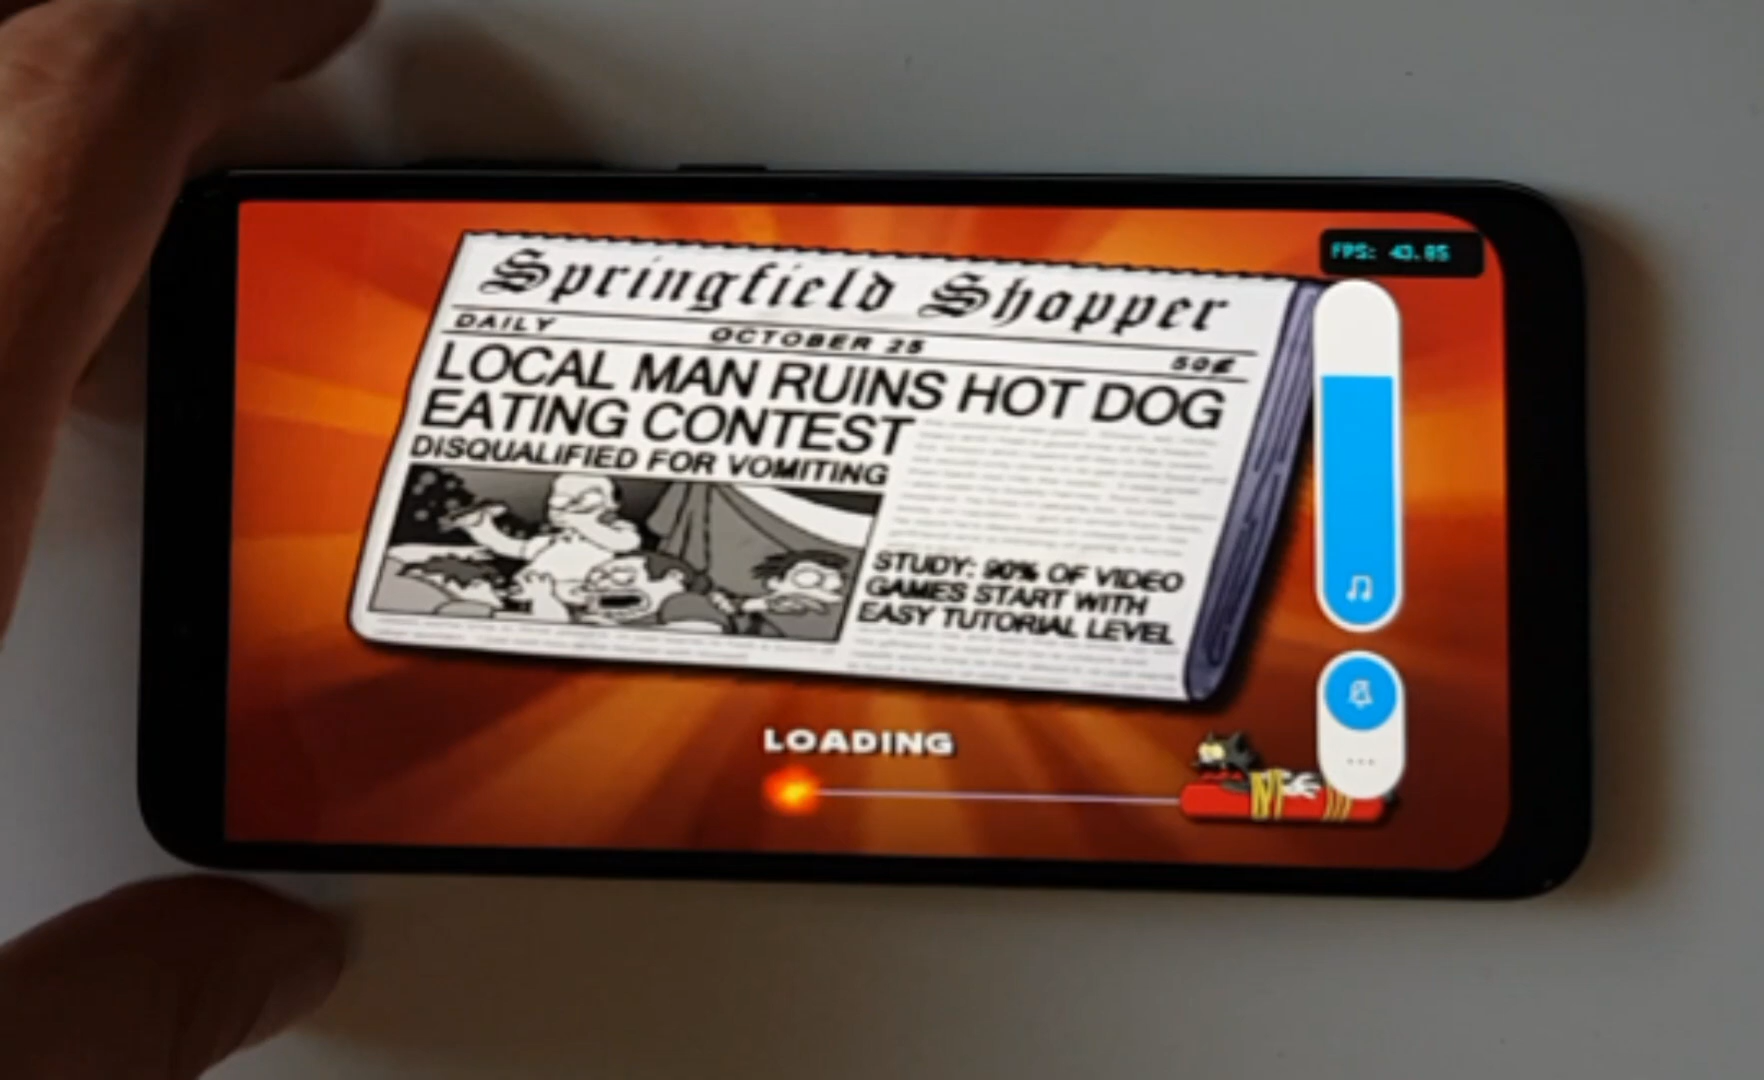 FPS: 43.85
Springfield Shopper
DAILY OCTOBER 25 50¢
LOCAL MAN RUINS HOT DOG
EATING CONTEST
DISQUALIFIED FOR VOMITING
STUDY: 90% OF VIDEO
GAMES START WITH
EASY TUTORIAL LEVEL
LOADING